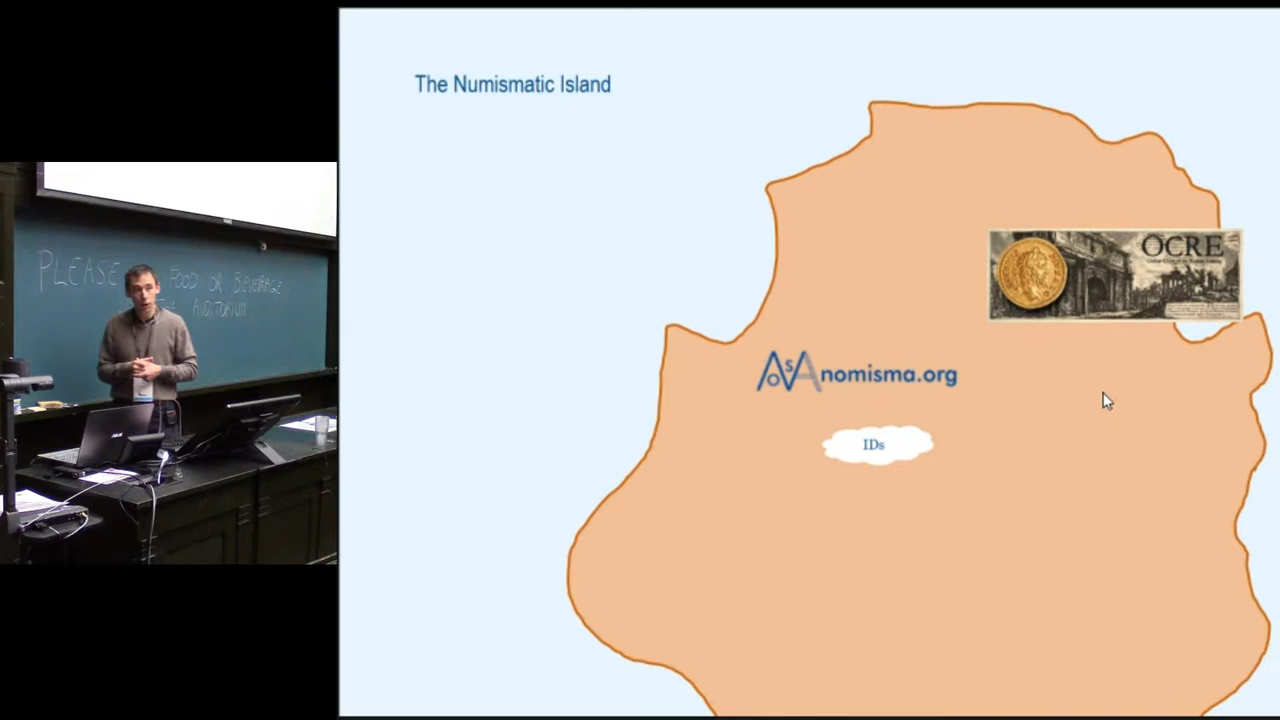 The Numismatic Island
PLEASE
FOOD OR BEVERAGE
AUDITORIUM
OCRE
nomisma.org
IDs